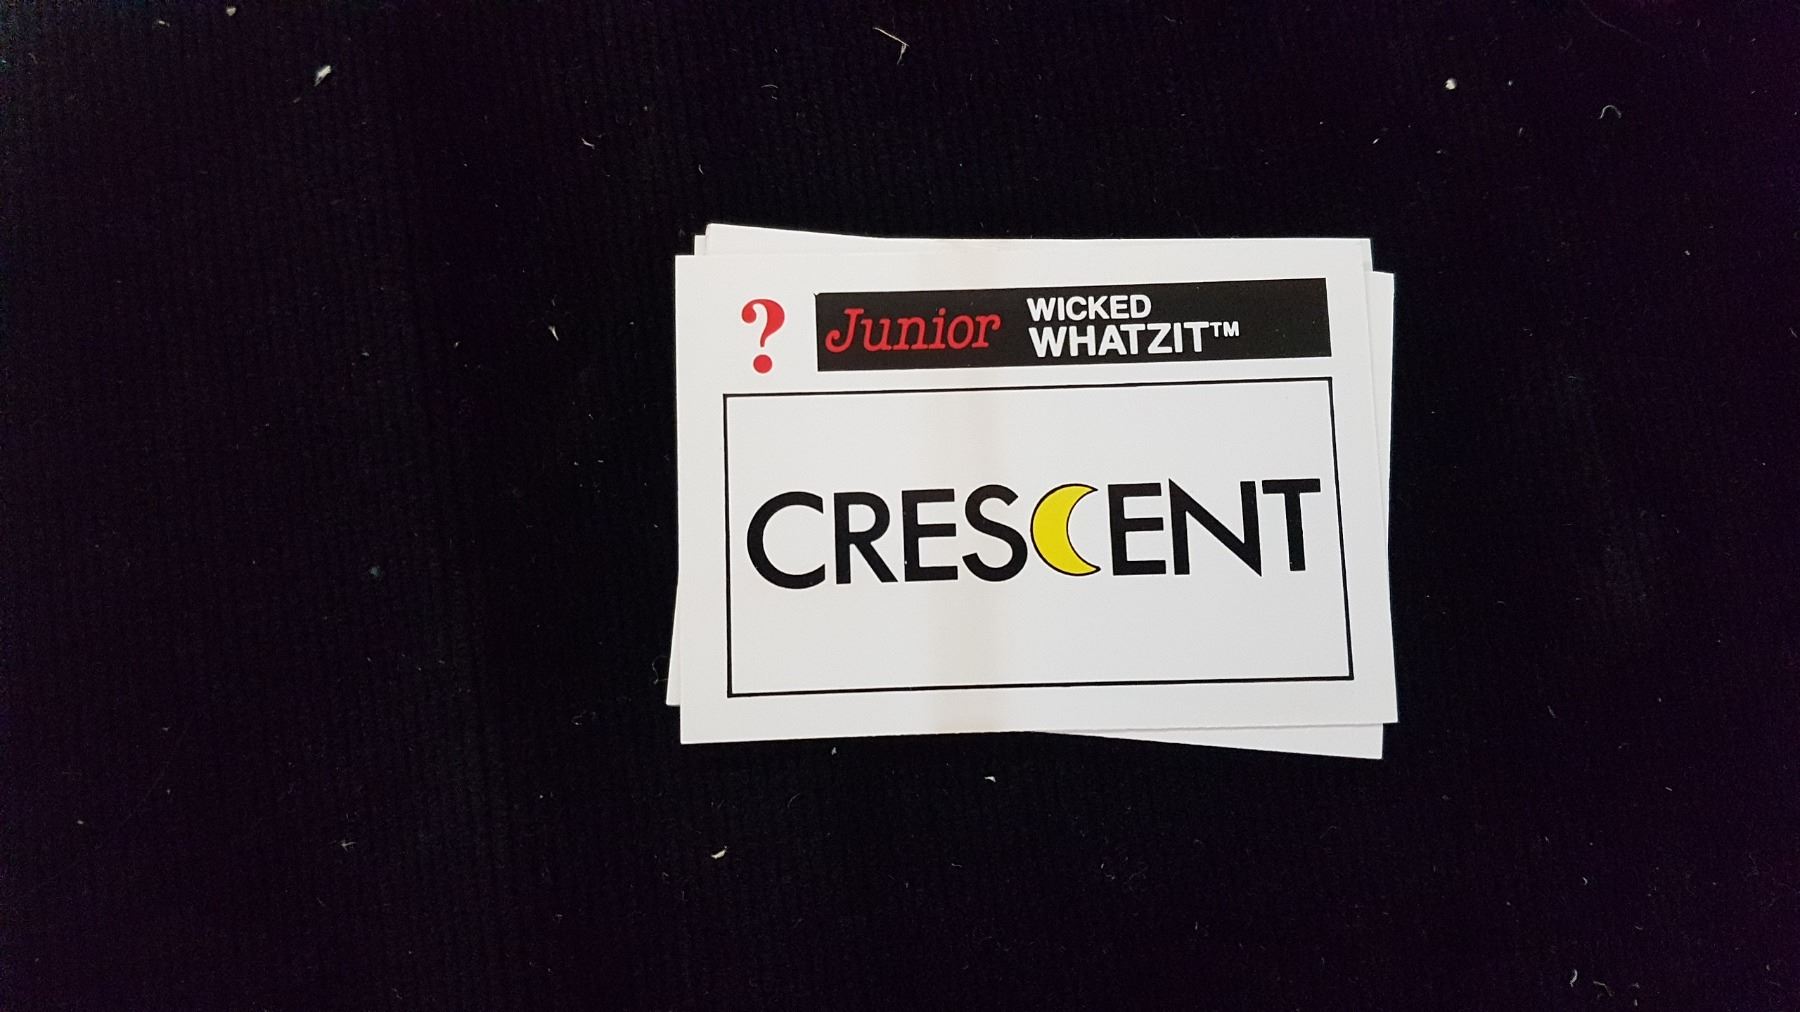 ?
Junior WICKED
WHATZIT™
CRESCENT